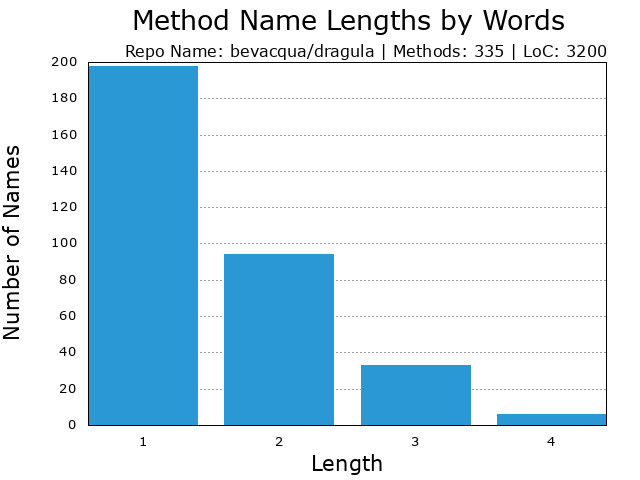 Method Name Lengths by Words
Repo Name: bevacqua/dragula | Methods: 335 | LoC: 3200
Number of Names
200
180
160
140
120
100
80
60
40
20
0
1 2 3 4
Length